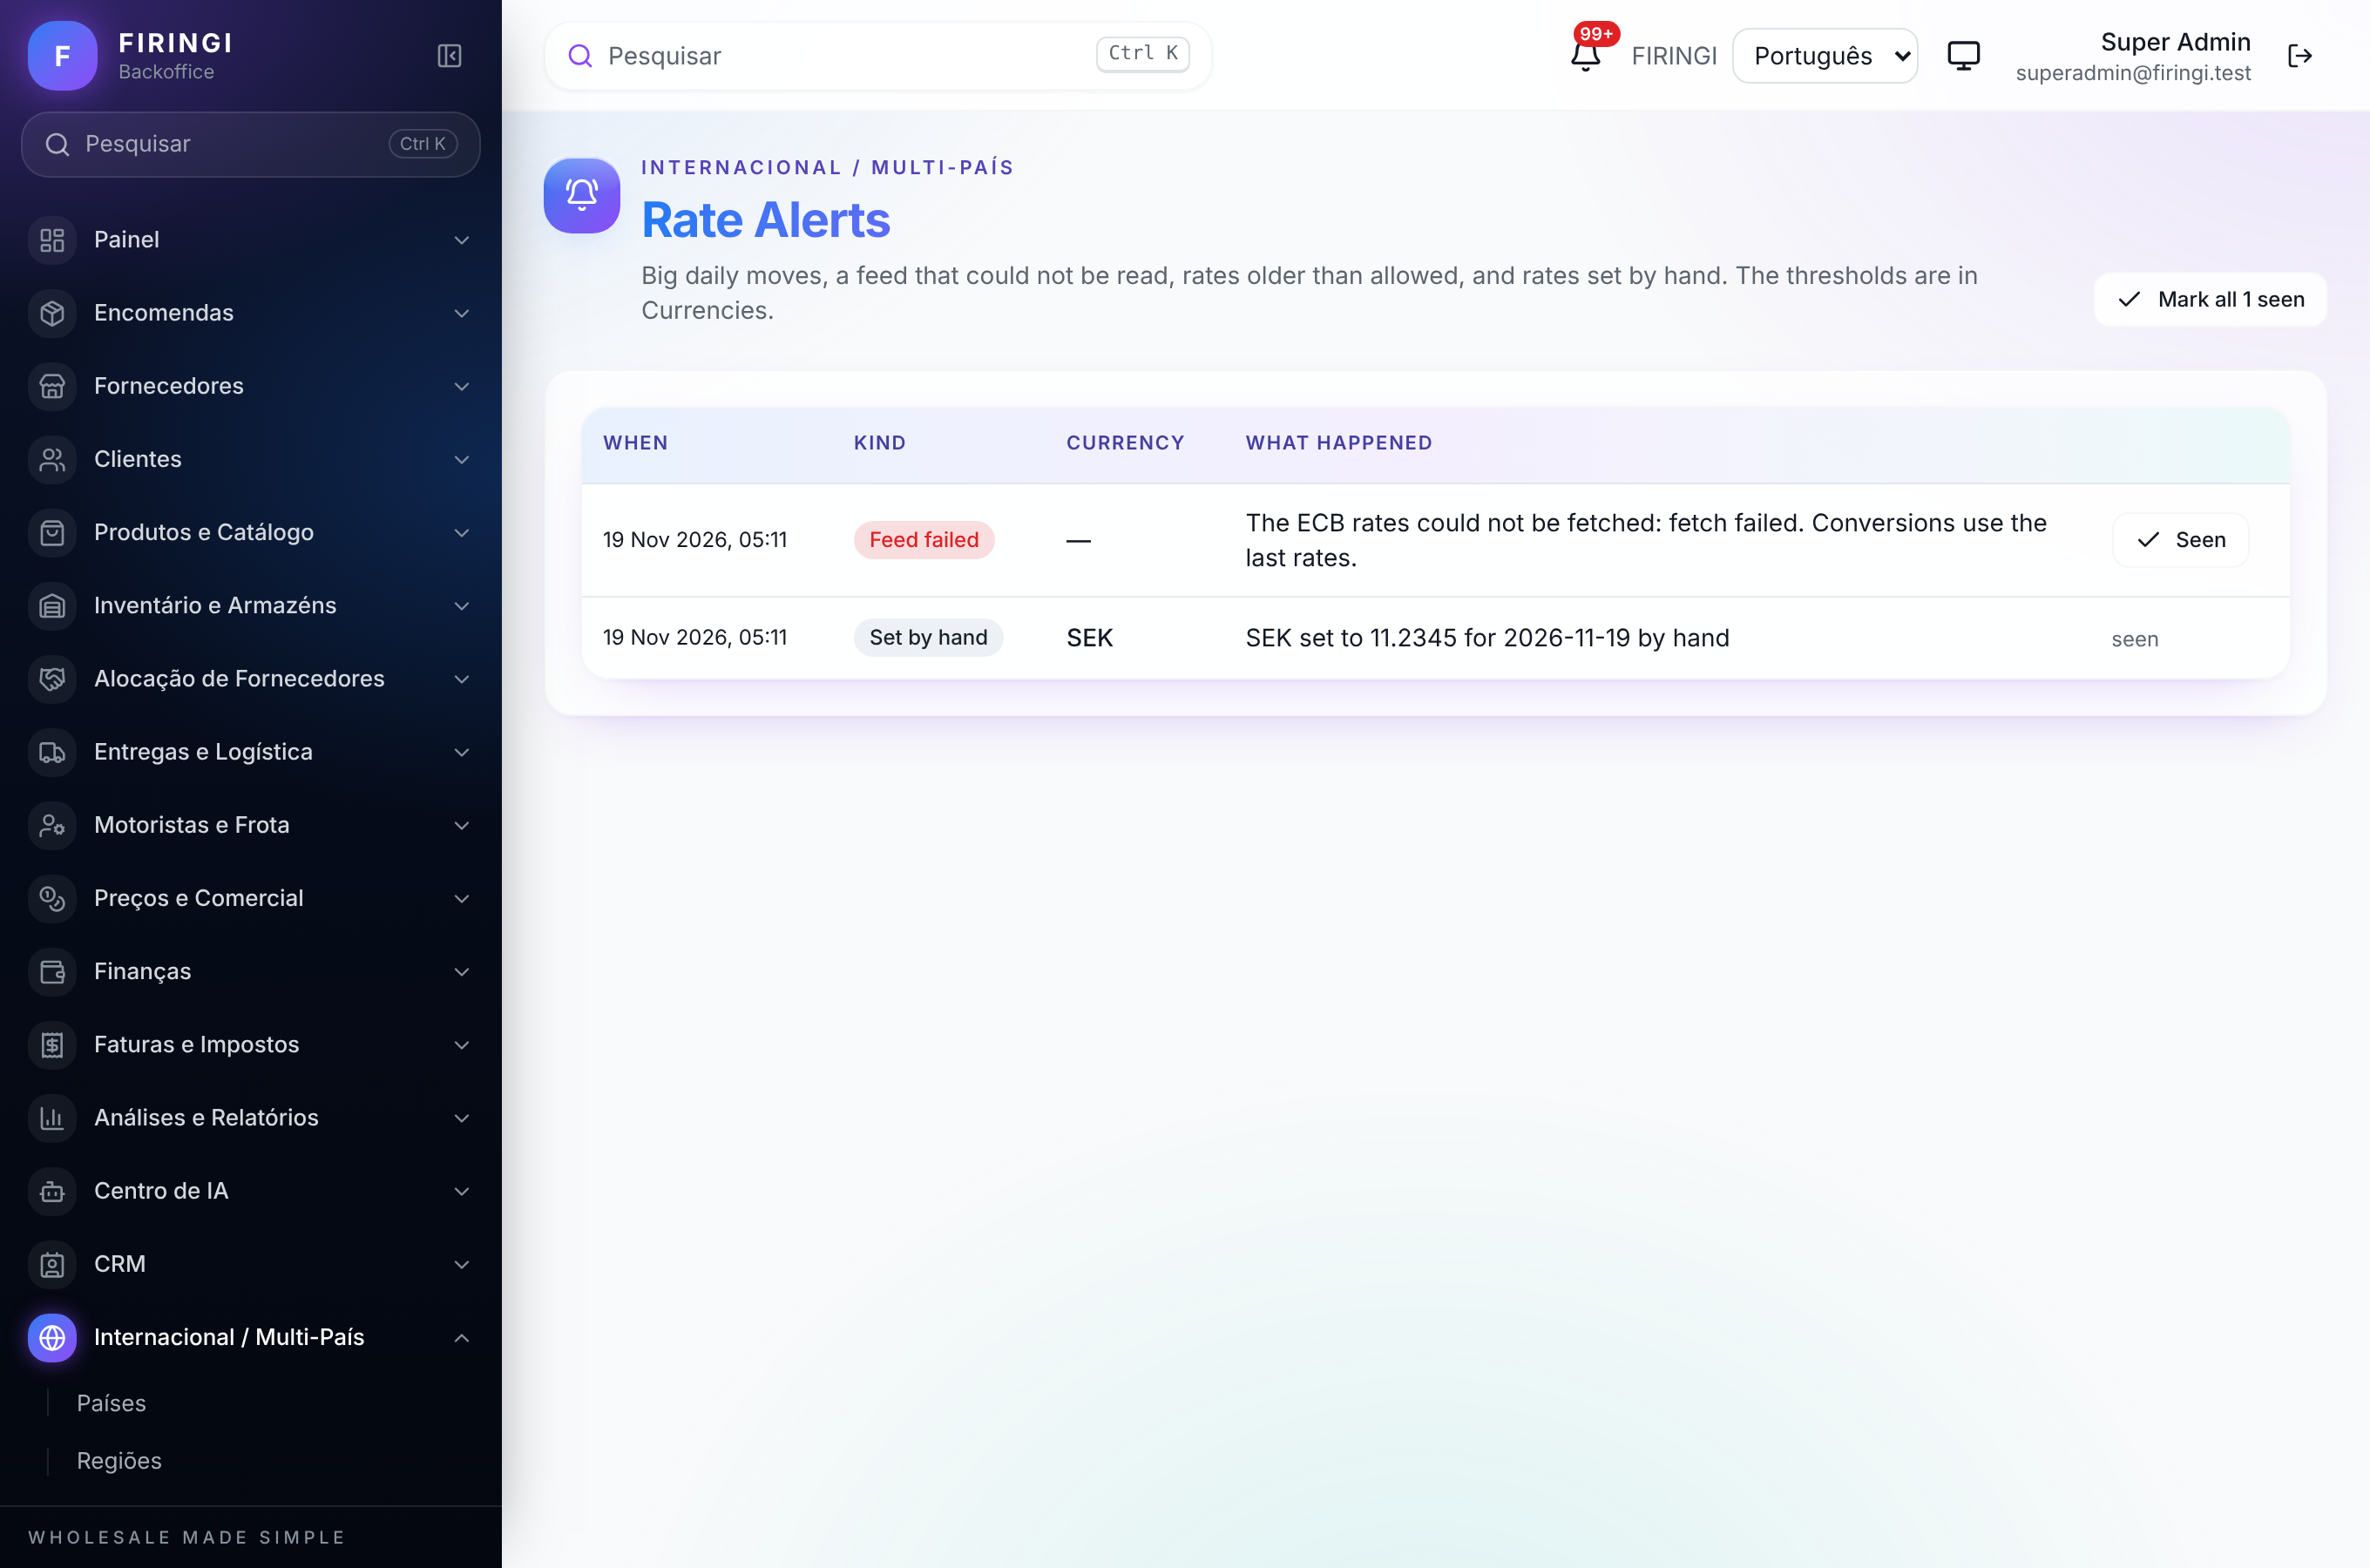 F
FIRINGI
Backoffice
Pesquisar
Ctrl K
Painel
Encomendas
Fornecedores
Clientes
Produtos e Catálogo
Inventário e Armazéns
Alocação de Fornecedores
Entregas e Logística
Motoristas e Frota
Preços e Comercial
Finanças
Faturas e Impostos
Análises e Relatórios
Centro de IA
CRM
Internacional / Multi-País
Países
Regiões
WHOLESALE MADE SIMPLE
Pesquisar
Ctrl K
99+
FIRINGI
Português
Super Admin
superadmin@firingi.test
INTERNACIONAL / MULTI-PAÍS
Rate Alerts
Big daily moves, a feed that could not be read, rates older than allowed, and rates set by hand. The thresholds are in
Currencies.
Mark all 1 seen
WHEN KIND CURRENCY WHAT HAPPENED
19 Nov 2026, 05:11 Feed failed — The ECB rates could not be fetched: fetch failed. Conversions use the
last rates.
Seen
19 Nov 2026, 05:11 Set by hand SEK SEK set to 11.2345 for 2026-11-19 by hand seen